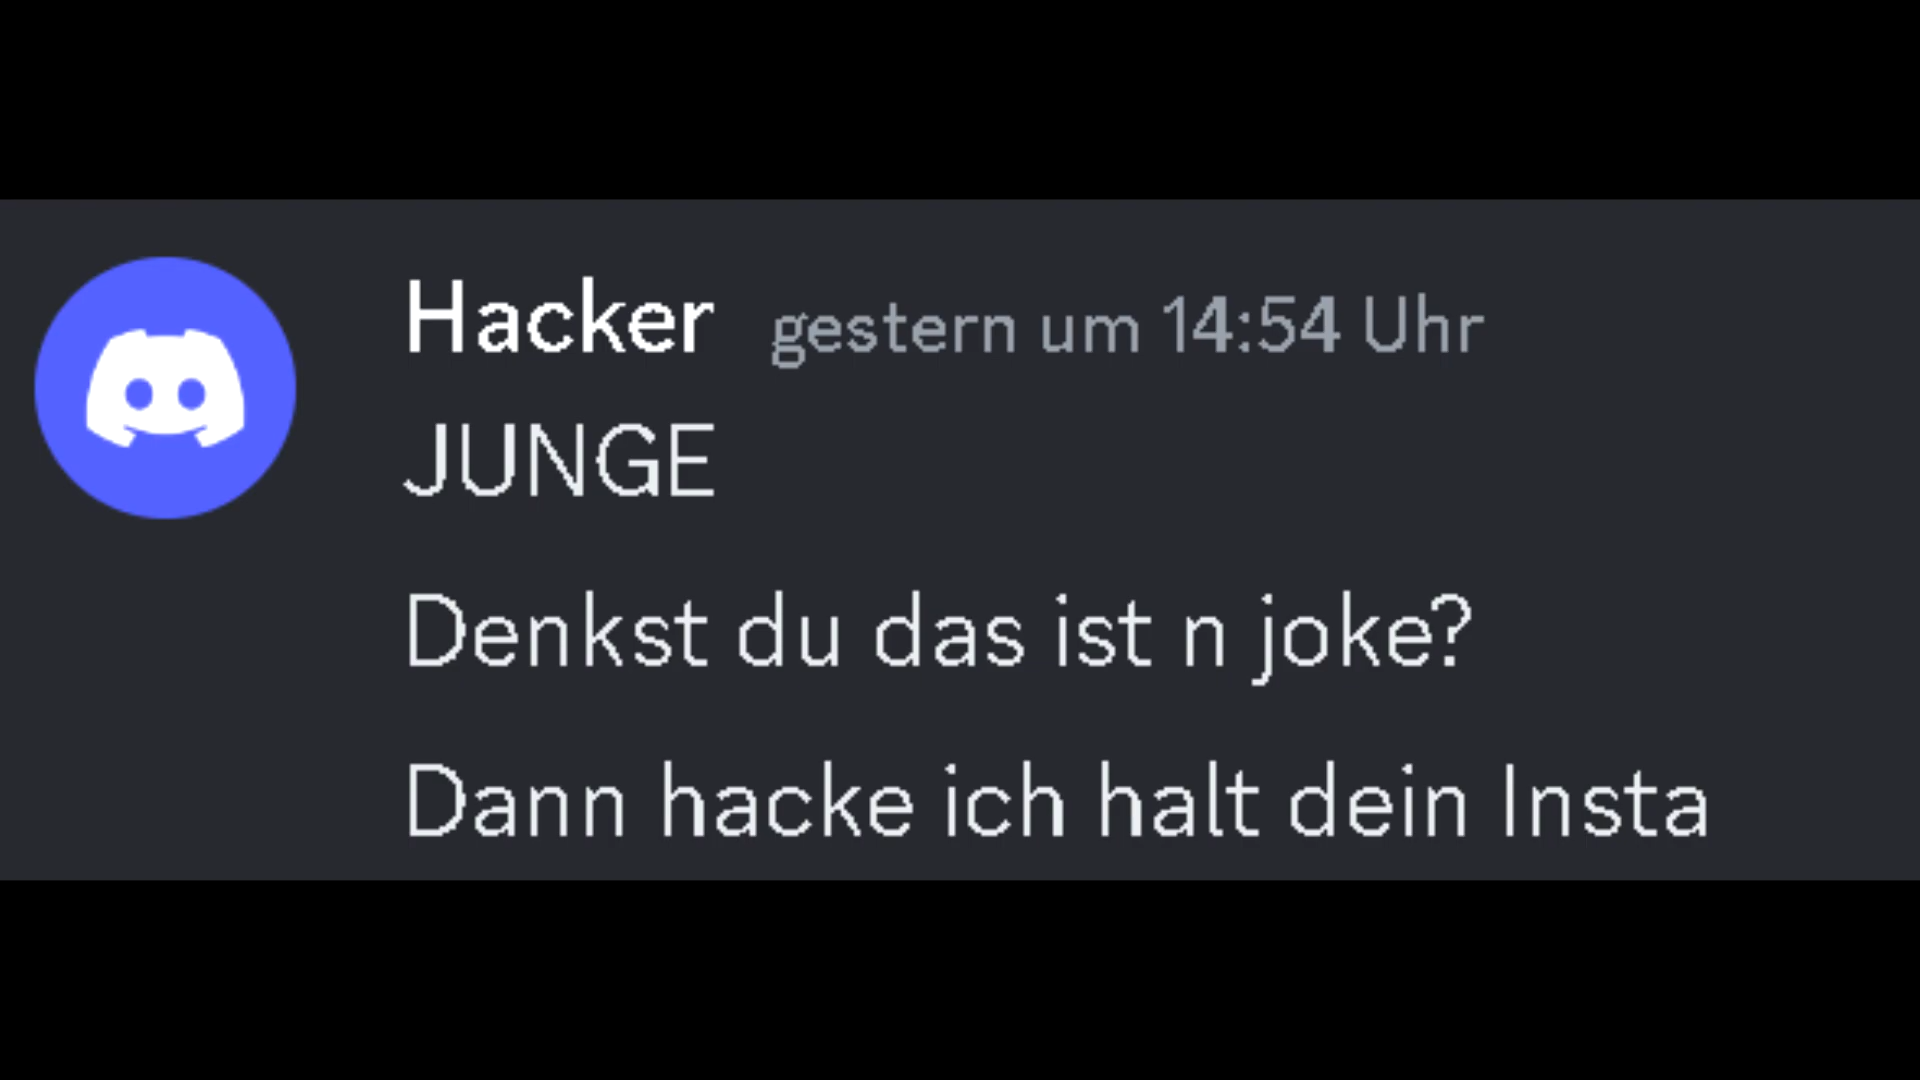 Hacker gestern um 14:54 Uhr
JUNGE
Denkst du das ist n joke?
Dann hacke ich halt dein Insta